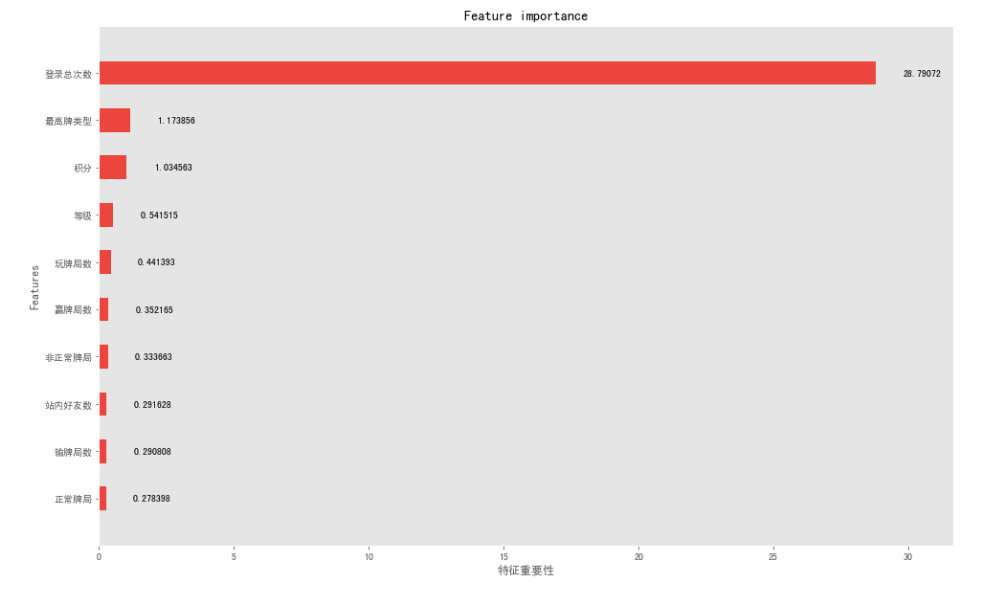 Feature importance
登录总次数 28.79072
最高牌类型 1.173856
积分 1.034563
等级 0.541515
玩牌局数 0.441393
赢牌局数 0.352165
非正常牌局 0.333663
站内好友数 0.291628
输牌局数 0.290808
正常牌局 0.278398
Features
0 5 10 15 20 25 30
特征重要性